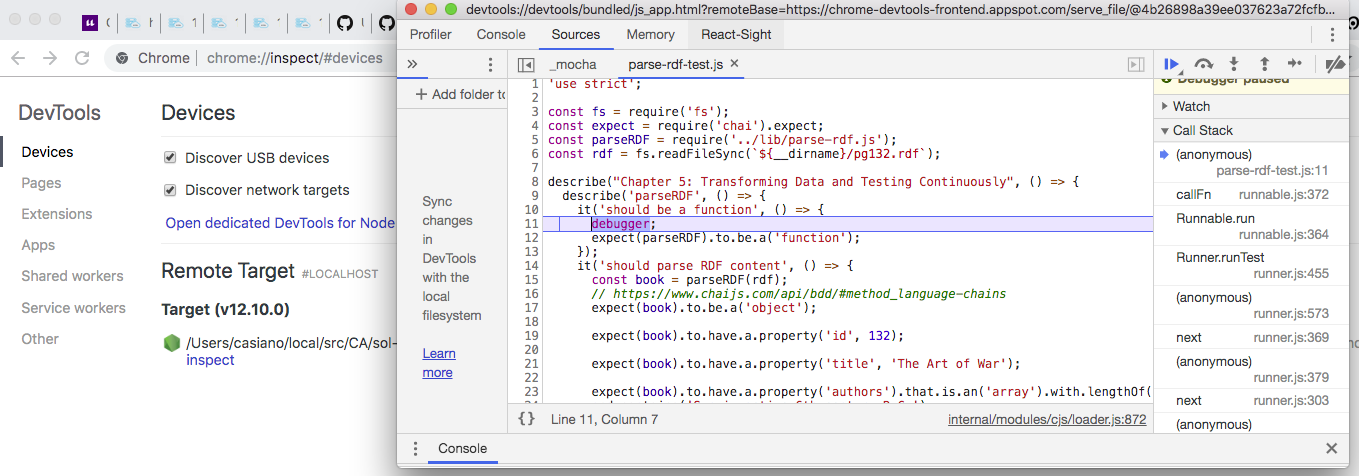 devtools://devtools/bundled/js_app.html?remoteBase=https://chrome-devtools-frontend.appspot.com/serve_file/@4b26898a39ee037623a72fcfb...
Chrome
chrome://inspect/#devices
DevTools
Devices
Pages
Extensions
Apps
Shared workers
Service workers
Other
Devices
Discover USB devices
Discover network targets
Open dedicated DevTools for Node
Remote Target #LOCALHOST
Target (v12.10.0)
/Users/casiano/local/src/CA/sol-
inspect
Profiler Console Sources Memory React-Sight
_mocha parse-rdf-test.js
Add folder to
Sync
changes
in
DevTools
with the
local
filesystem
Learn
more
1 'use strict';
2
3 const fs = require('fs');
4 const expect = require('chai').expect;
5 const parseRDF = require('../lib/parse-rdf.js');
6 const rdf = fs.readFileSync(`${__dirname}/pg132.rdf`);
7
8 describe("Chapter 5: Transforming Data and Testing Continuously", () => {
9 describe('parseRDF', () => {
10 it('should be a function', () => {
11 debugger;
12 expect(parseRDF).to.be.a('function');
13 });
14 it('should parse RDF content', () => {
15 const book = parseRDF(rdf);
16 // https://www.chaijs.com/api/bdd/#method_language-chains
17 expect(book).to.be.a('object');
18
19 expect(book).to.have.a.property('id', 132);
20
21 expect(book).to.have.a.property('title', 'The Art of War');
22
23 expect(book).to.have.a.property('authors').that.is.an('array').with.lengthOf(
{} Line 11, Column 7
internal/modules/cjs/loader.js:872
Console
Debugger paused
Watch
Call Stack
(anonymous)
parse-rdf-test.js:11
callFn runnable.js:372
Runnable.run
runnable.js:364
Runner.runTest
runner.js:455
(anonymous)
runner.js:573
next runner.js:369
(anonymous)
runner.js:379
next runner.js:303
(anonymous)